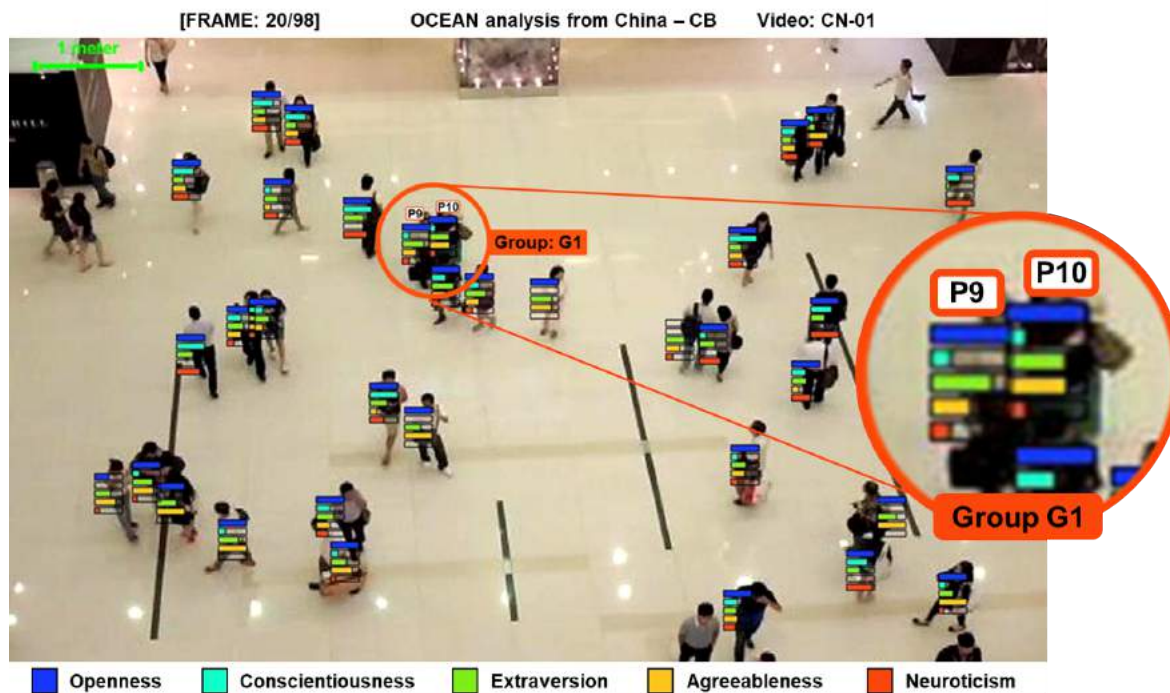 [FRAME: 20/98] OCEAN analysis from China – CB Video: CN-01
1 meter
P9 P10
Group: G1
P9 P10
Group G1
Openness Conscientiousness Extraversion Agreeableness Neuroticism